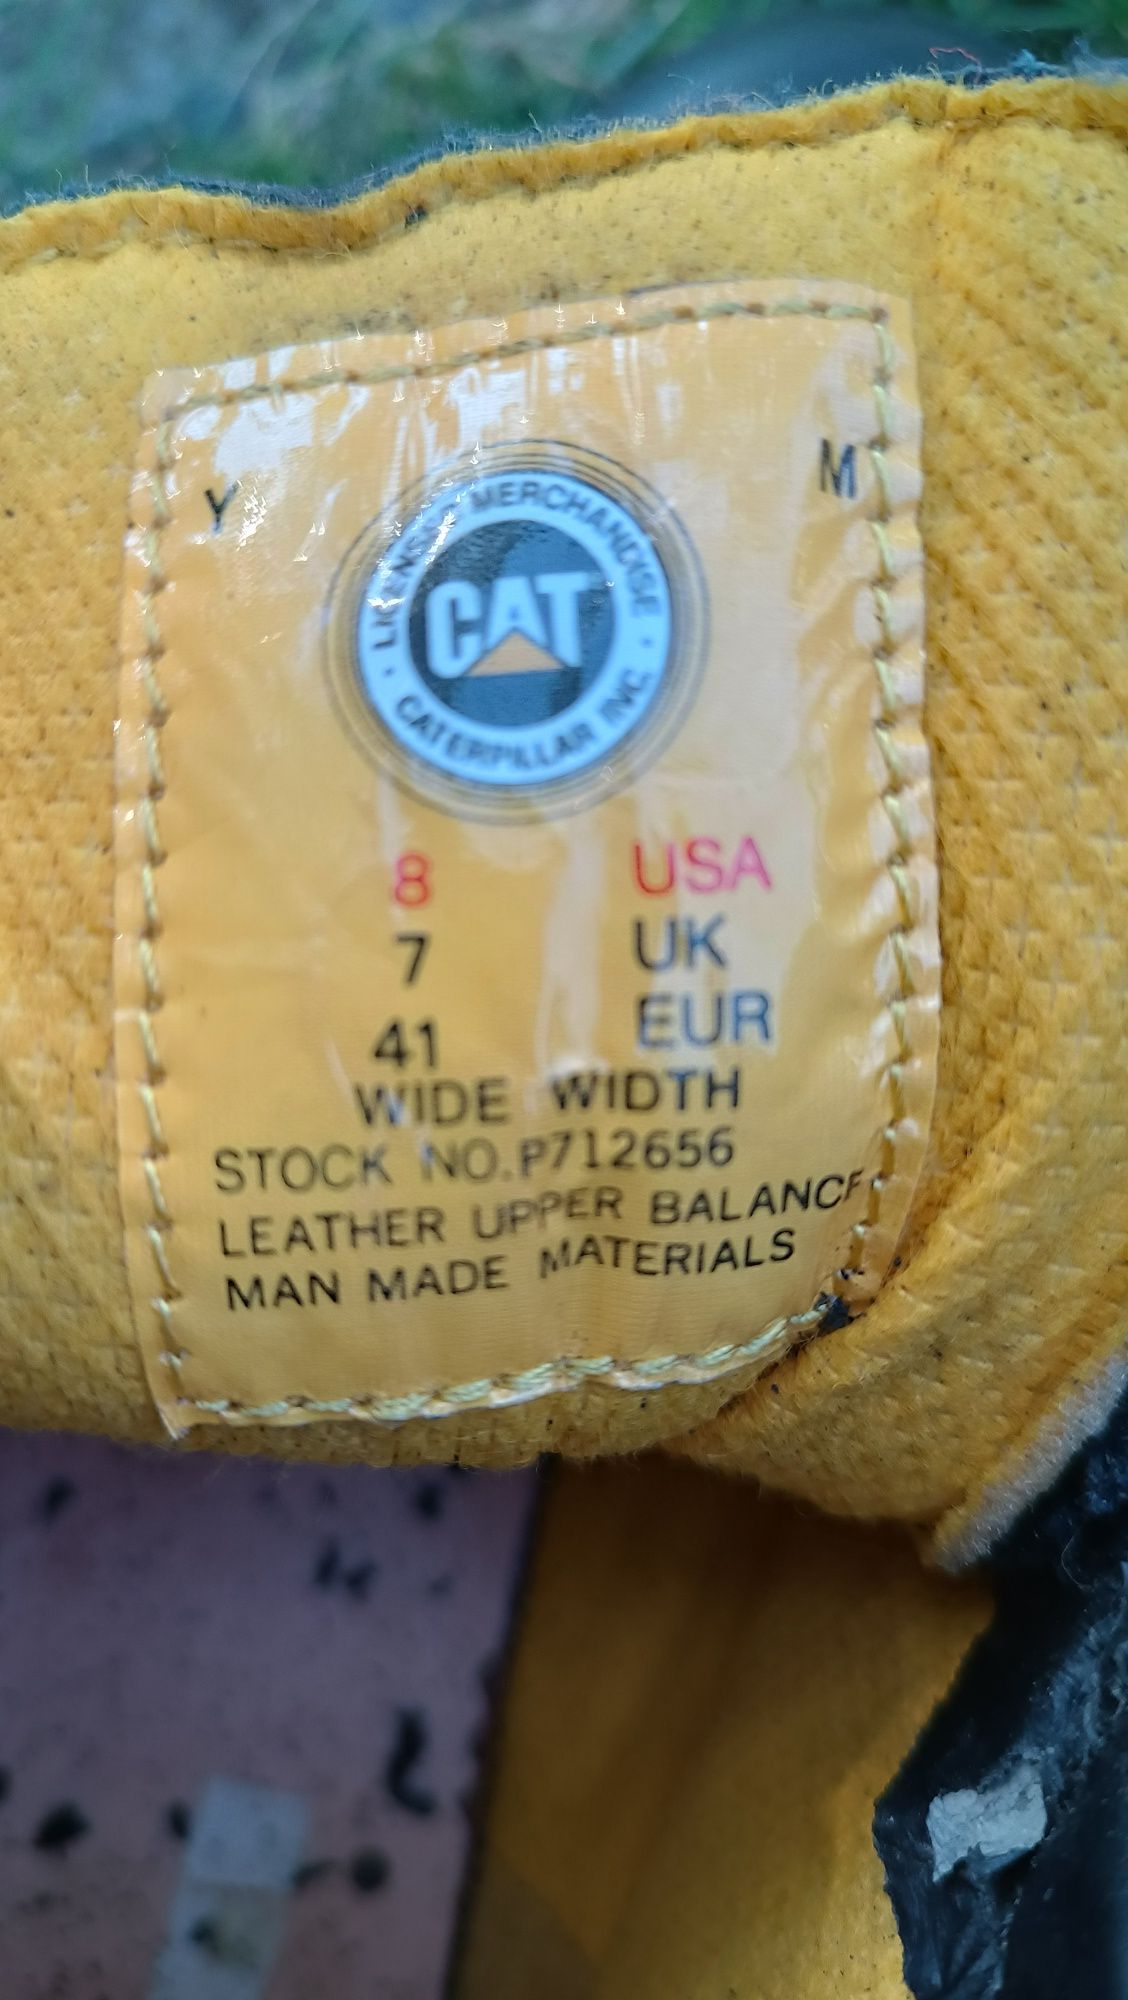 Y
M
LICENSED MERCHANDISE
CAT
CATERPILLAR INC.
8 USA
7 UK
41 EUR
WIDE WIDTH
STOCK NO.P712656
LEATHER UPPER BALANCE
MAN MADE MATERIALS